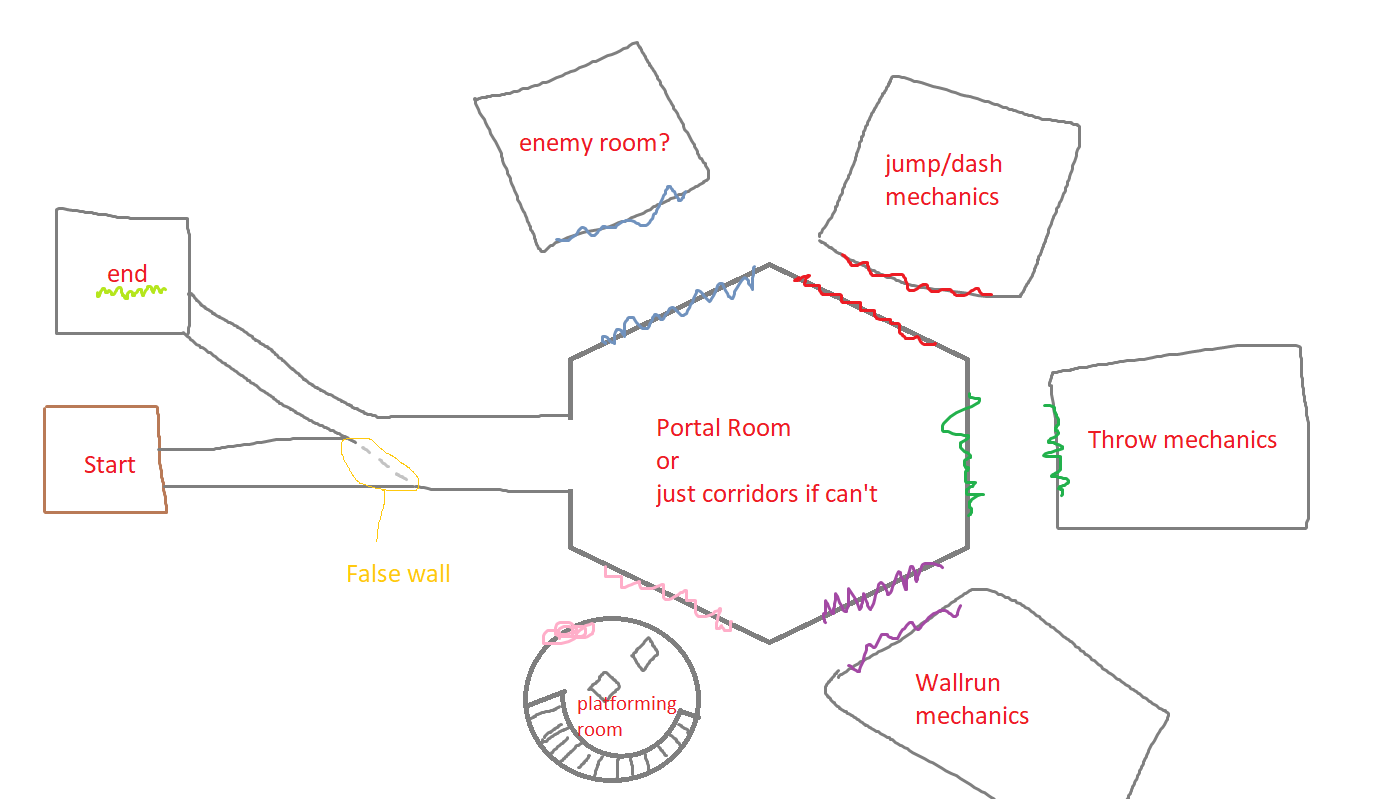 enemy room?
jump/dash
mechanics
end
Start
Portal Room
or
just corridors if can't
Throw mechanics
False wall
platforming
room
Wallrun
mechanics